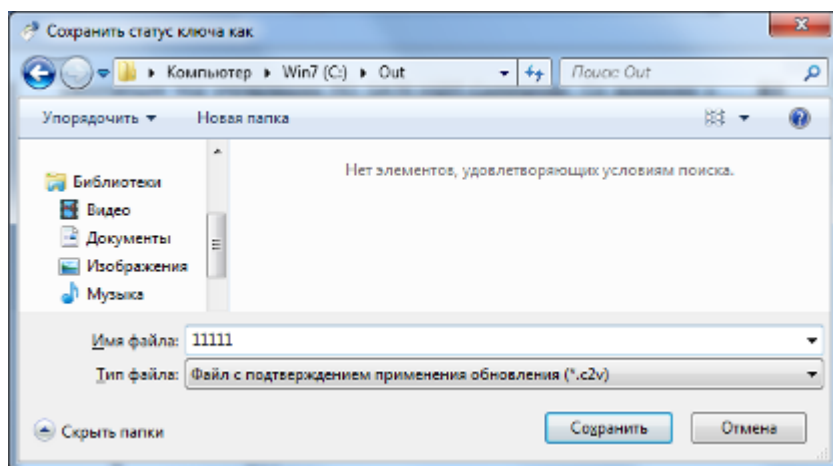 Сохранить статус ключа как
Компьютер Win7 (C:) Out
Поиск: Out
Упорядочить Новая папка
Нет элементов, удовлетворяющих условиям поиска.
Библиотеки
Видео
Документы
Изображения
Музыка
Имя файла: 11111
Тип файла: Файл с подтверждением применения обновления (*.c2v)
Скрыть папки
Сохранить Отмена